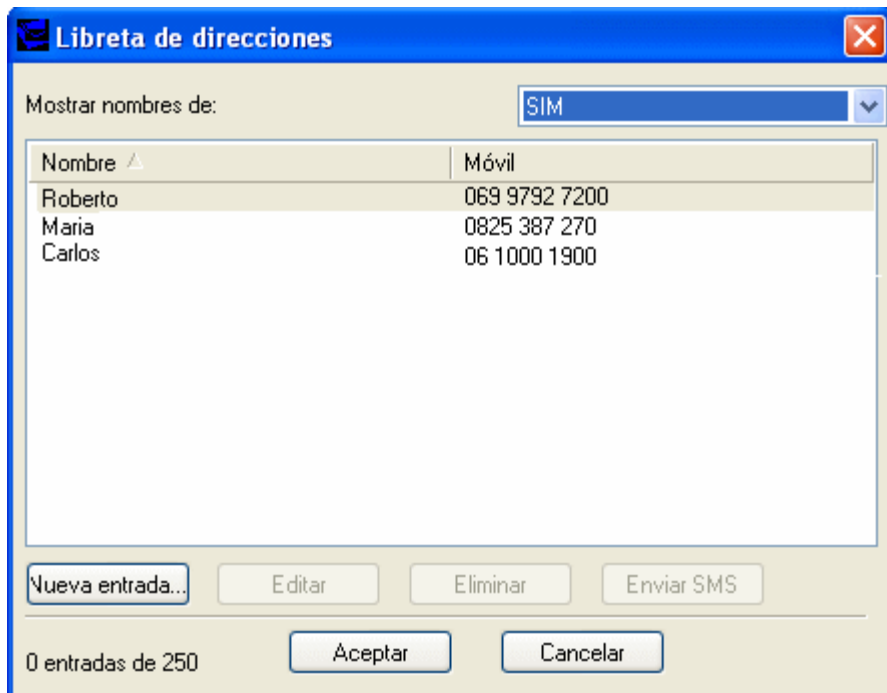 Libreta de direcciones
Mostrar nombres de: SIM
Nombre Móvil
Roberto 069 9792 7200
Maria 0825 387 270
Carlos 06 1000 1900
Nueva entrada... Editar Eliminar Enviar SMS
0 entradas de 250 Aceptar Cancelar